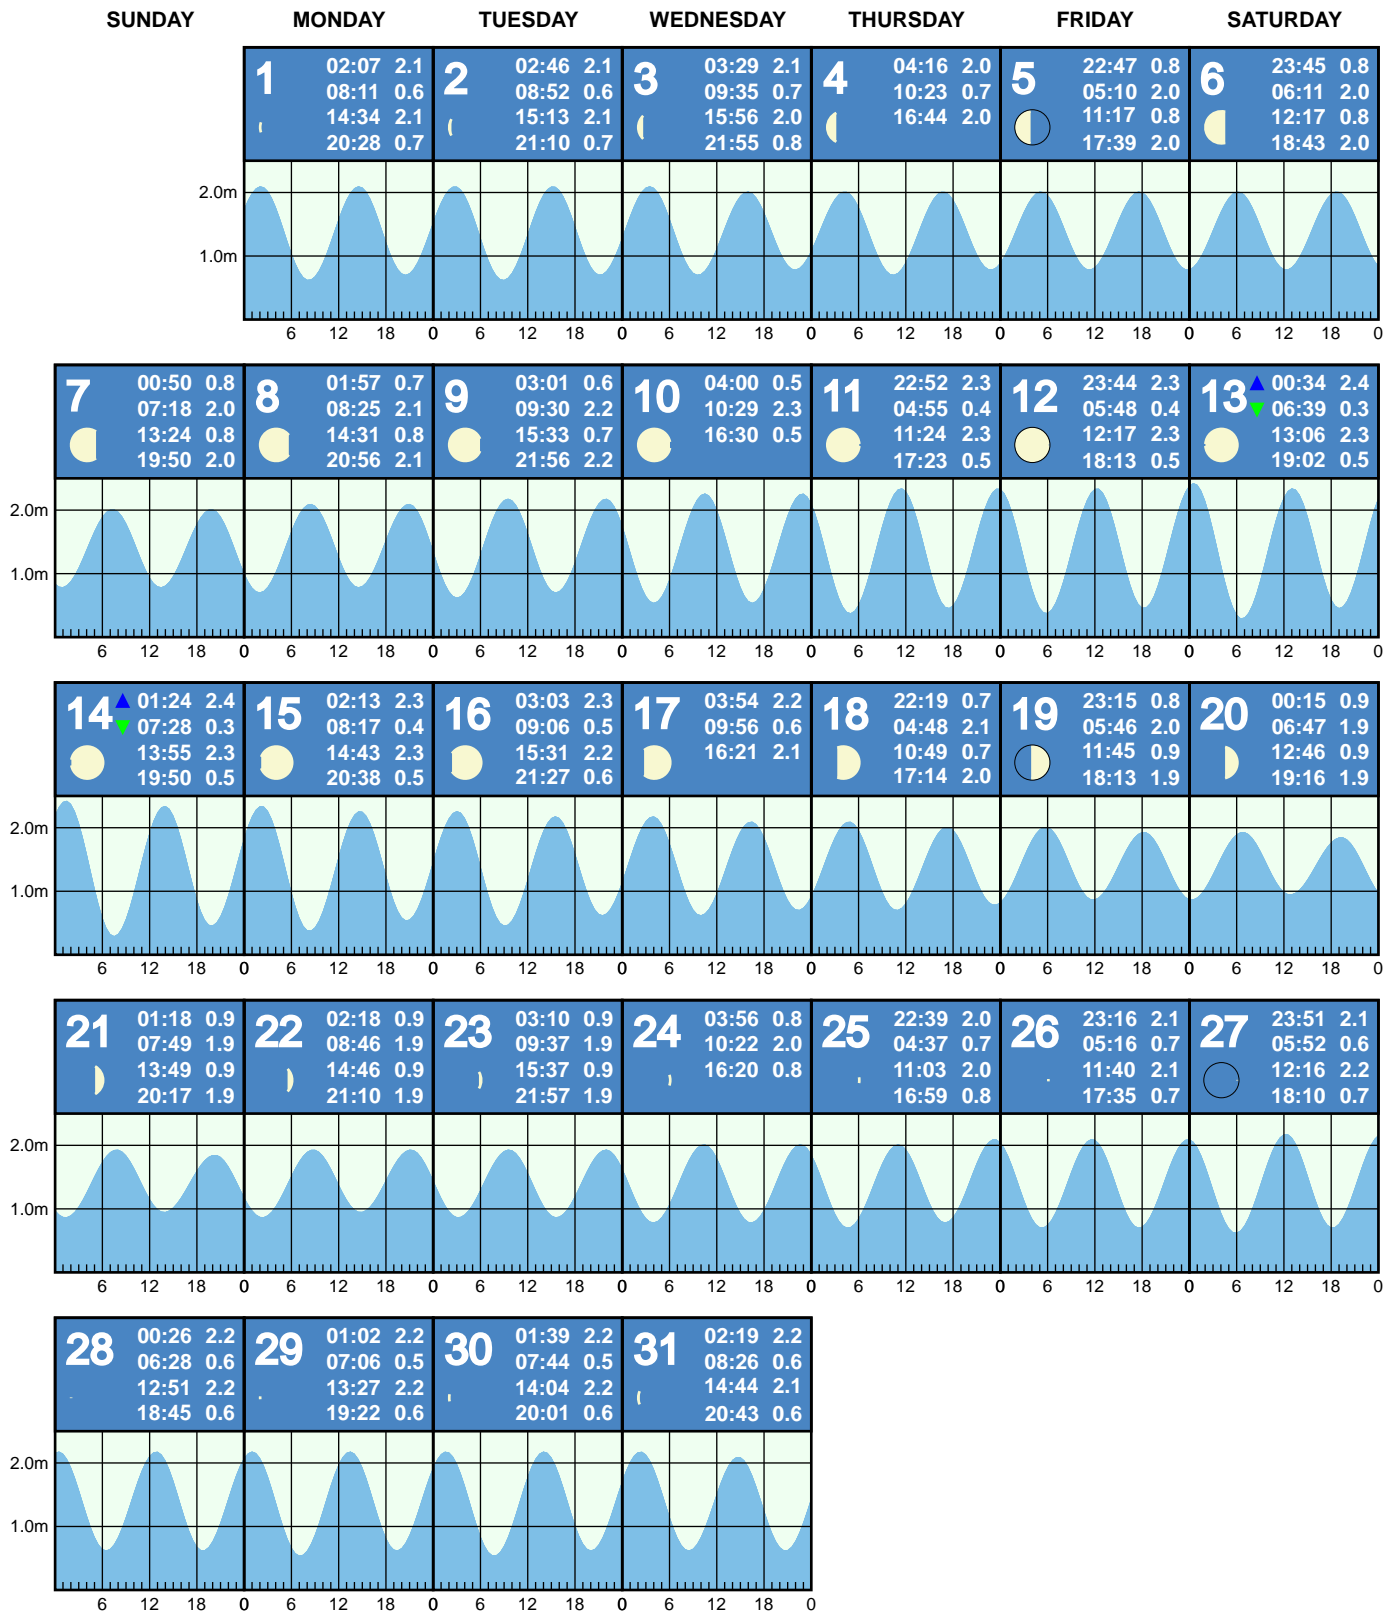 SUNDAY MONDAY TUESDAY WEDNESDAY THURSDAY FRIDAY SATURDAY
1 02:07 2.1
08:11 0.6
14:34 2.1
20:28 0.7
2 02:46 2.1
08:52 0.6
15:13 2.1
21:10 0.7
3 03:29 2.1
09:35 0.7
15:56 2.0
21:55 0.8
4 04:16 2.0
10:23 0.7
16:44 2.0
5 22:47 0.8
05:10 2.0
11:17 0.8
17:39 2.0
6 23:45 0.8
06:11 2.0
12:17 0.8
18:43 2.0
2.0m
1.0m
6 12 18 0 6 12 18 0 6 12 18 0 6 12 18 0 6 12 18 0 6 12 18 0
7 00:50 0.8
07:18 2.0
13:24 0.8
19:50 2.0
8 01:57 0.7
08:25 2.1
14:31 0.8
20:56 2.1
9 03:01 0.6
09:30 2.2
15:33 0.7
21:56 2.2
10 04:00 0.5
10:29 2.3
16:30 0.5
11 22:52 2.3
04:55 0.4
11:24 2.3
17:23 0.5
12 23:44 2.3
05:48 0.4
12:17 2.3
18:13 0.5
13 00:34 2.4
06:39 0.3
13:06 2.3
19:02 0.5
2.0m
1.0m
6 12 18 0 6 12 18 0 6 12 18 0 6 12 18 0 6 12 18 0 6 12 18 0 6 12 18 0
14 01:24 2.4
07:28 0.3
13:55 2.3
19:50 0.5
15 02:13 2.3
08:17 0.4
14:43 2.3
20:38 0.5
16 03:03 2.3
09:06 0.5
15:31 2.2
21:27 0.6
17 03:54 2.2
09:56 0.6
16:21 2.1
18 22:19 0.7
04:48 2.1
10:49 0.7
17:14 2.0
19 23:15 0.8
05:46 2.0
11:45 0.9
18:13 1.9
20 00:15 0.9
06:47 1.9
12:46 0.9
19:16 1.9
2.0m
1.0m
6 12 18 0 6 12 18 0 6 12 18 0 6 12 18 0 6 12 18 0 6 12 18 0 6 12 18 0
21 01:18 0.9
07:49 1.9
13:49 0.9
20:17 1.9
22 02:18 0.9
08:46 1.9
14:46 0.9
21:10 1.9
23 03:10 0.9
09:37 1.9
15:37 0.9
21:57 1.9
24 03:56 0.8
10:22 2.0
16:20 0.8
25 22:39 2.0
04:37 0.7
11:03 2.0
16:59 0.8
26 23:16 2.1
05:16 0.7
11:40 2.1
17:35 0.7
27 23:51 2.1
05:52 0.6
12:16 2.2
18:10 0.7
2.0m
1.0m
6 12 18 0 6 12 18 0 6 12 18 0 6 12 18 0 6 12 18 0 6 12 18 0 6 12 18 0
28 00:26 2.2
06:28 0.6
12:51 2.2
18:45 0.6
29 01:02 2.2
07:06 0.5
13:27 2.2
19:22 0.6
30 01:39 2.2
07:44 0.5
14:04 2.2
20:01 0.6
31 02:19 2.2
08:26 0.6
14:44 2.1
20:43 0.6
2.0m
1.0m
6 12 18 0 6 12 18 0 6 12 18 0 6 12 18 0